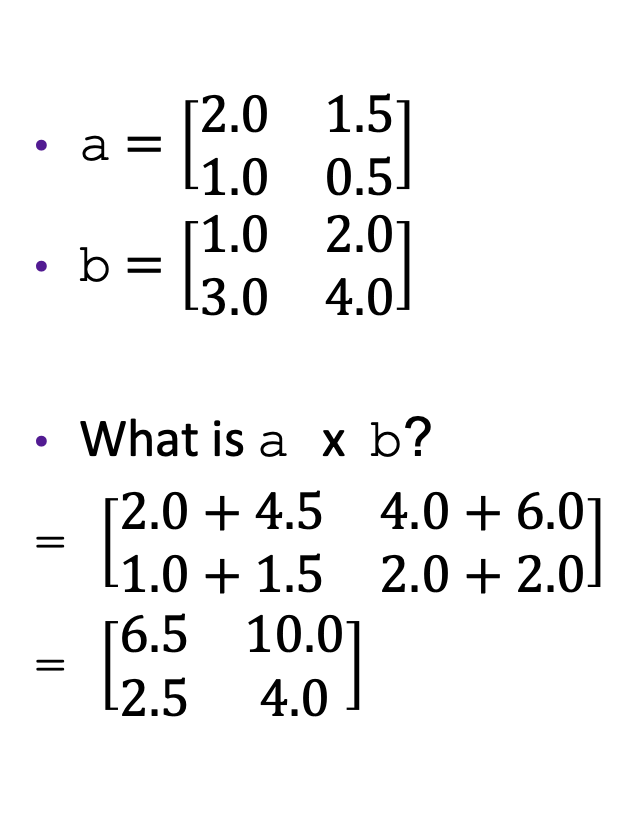 • a = [2.0 1.5
1.0 0.5]
• b = [1.0 2.0
3.0 4.0]
• What is a x b?
= [2.0 + 4.5 4.0 + 6.0
1.0 + 1.5 2.0 + 2.0]
= [6.5 10.0
2.5 4.0]